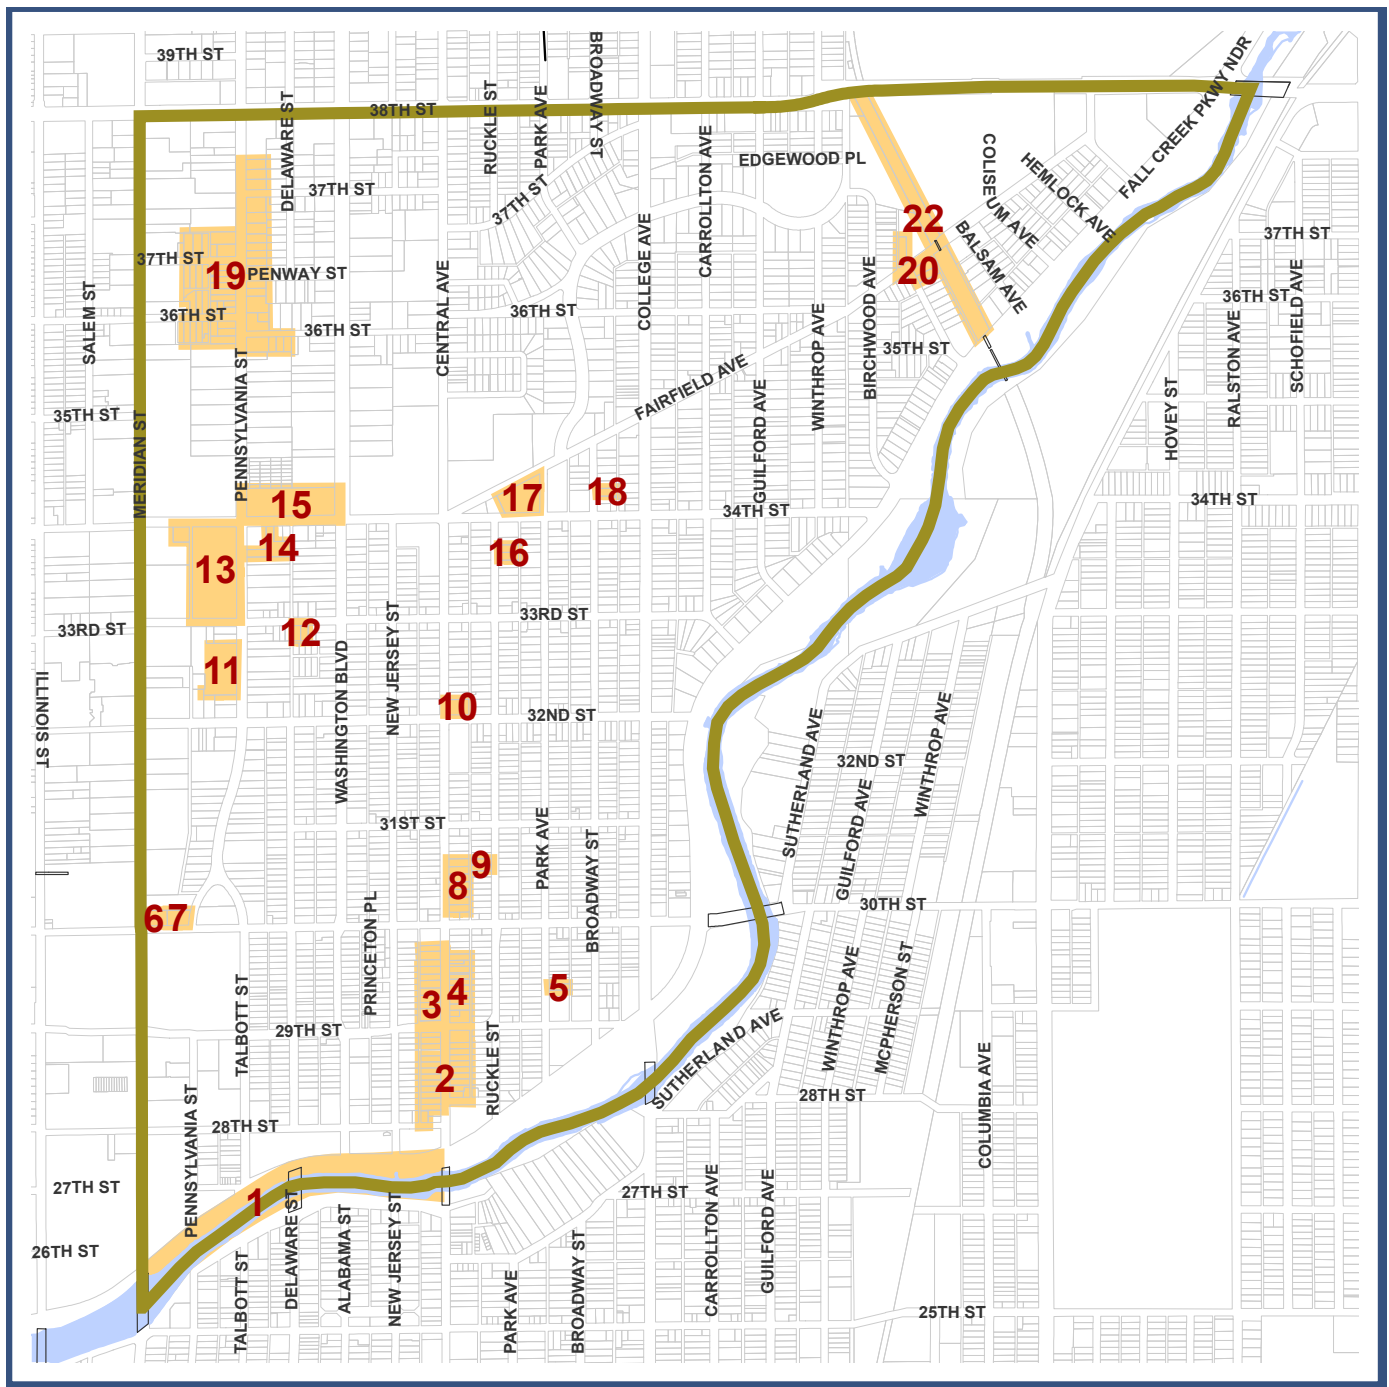 39TH ST
BROADWAY ST
FALL CREEK PKWY NDR
38TH ST
DELAWARE ST
RUCKLE ST
PARK AVE
CARROLLTON AVE
EDGEWOOD PL
COLISEUM AVE
HEMLOCK AVE
37TH ST
37TH ST
22
BALSAM AVE
37TH ST
37TH ST
19
PENWAY ST
20
COLLEGE AVE
CENTRAL AVE
BIRCHWOOD AVE
SCHOFIELD AVE
36TH ST
SALEM ST
36TH ST
36TH ST
36TH ST
WINTHROP AVE
RALSTON AVE
35TH ST
FAIRFIELD AVE
PENNSYLVANIA ST
GUILFORD AVE
HOVEY ST
35TH ST
MERIDIAN ST
15
17
18
34TH ST
34TH ST
13
14
16
33RD ST
33RD ST
12
NEW JERSEY ST
WASHINGTON BLVD
11
10
32ND ST
ILLINOIS ST
SUTHERLAND AVE
WINTHROP AVE
32ND ST
GUILFORD AVE
31ST ST
PARK AVE
BROADWAY ST
9
8
PRINCETON PL
67
30TH ST
TALBOTT ST
3
4
5
WINTHROP AVE
MCPHERSON ST
29TH ST
RUCKLE ST
SUTHERLAND AVE
2
28TH ST
COLUMBIA AVE
28TH ST
PENNSYLVANIA ST
27TH ST
27TH ST
1
DELAWARE ST
ALABAMA ST
NEW JERSEY ST
CARROLLTON AVE
GUILFORD AVE
26TH ST
TALBOTT ST
PARK AVE
BROADWAY ST
25TH ST